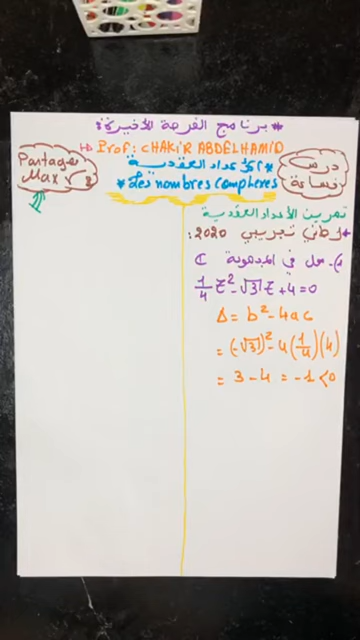 * برنامج الفرصة الأخيرة *
Prof: CHAKIR ABDELHAMID
Partage
Max
* الأعداد العقدية *
* Les nombres complexes
درس
فساعة
تمرين الأعداد العقدية
* وطني تجريبي 2020:
1). حل في المجموعة ℂ
1/4 Z² - √3 Z + 4 = 0
Δ = b² - 4ac
= (-√3)² - 4(1/4)(4)
= 3 - 4 = -1 < 0